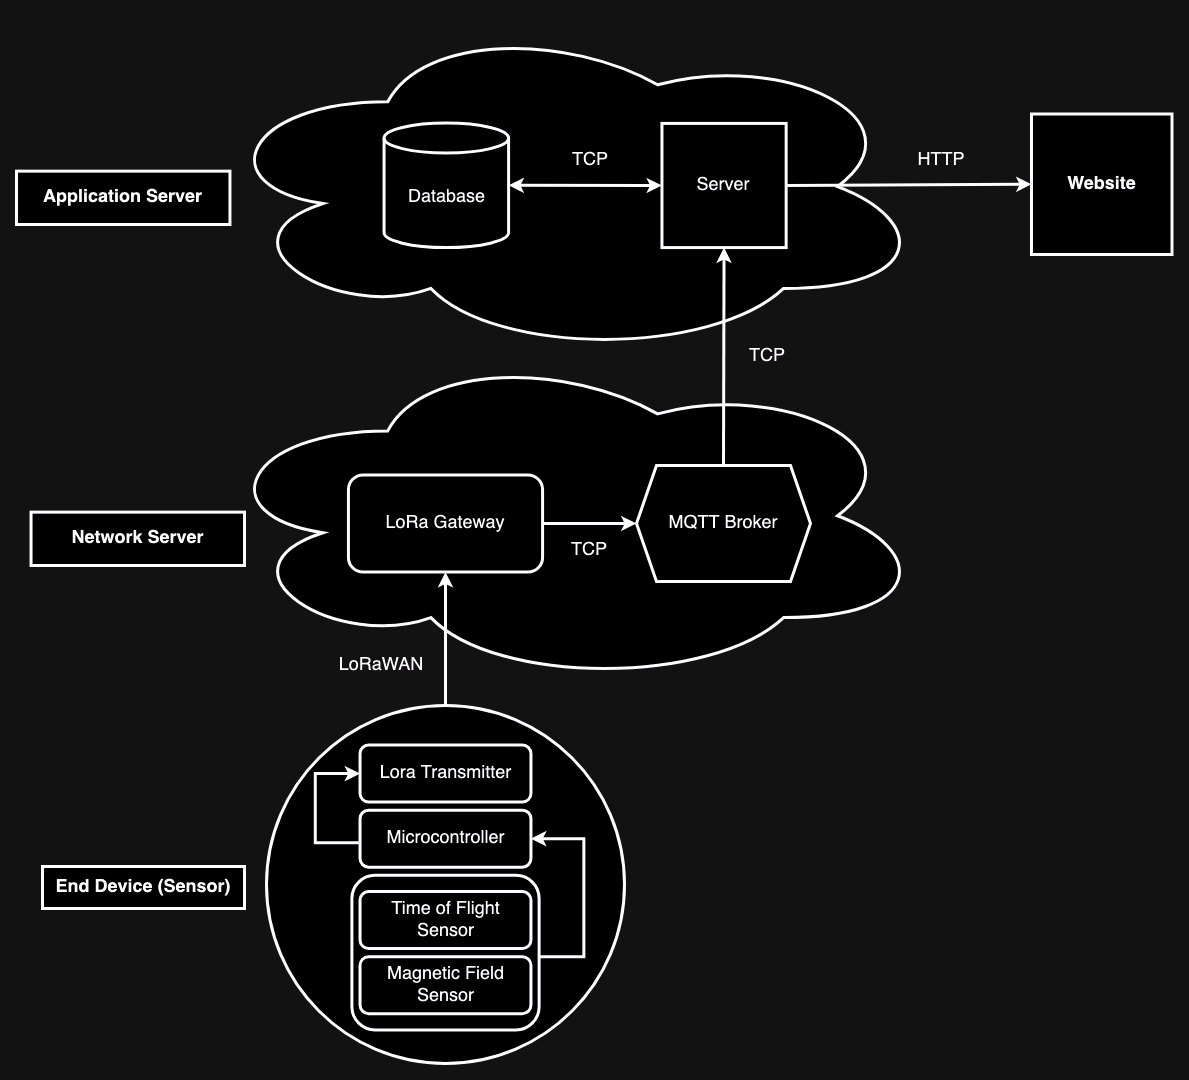 Application Server
Database
TCP
Server
HTTP
Website
TCP
Network Server
LoRa Gateway
TCP
MQTT Broker
LoRaWAN
End Device (Sensor)
Lora Transmitter
Microcontroller
Time of Flight
Sensor
Magnetic Field
Sensor